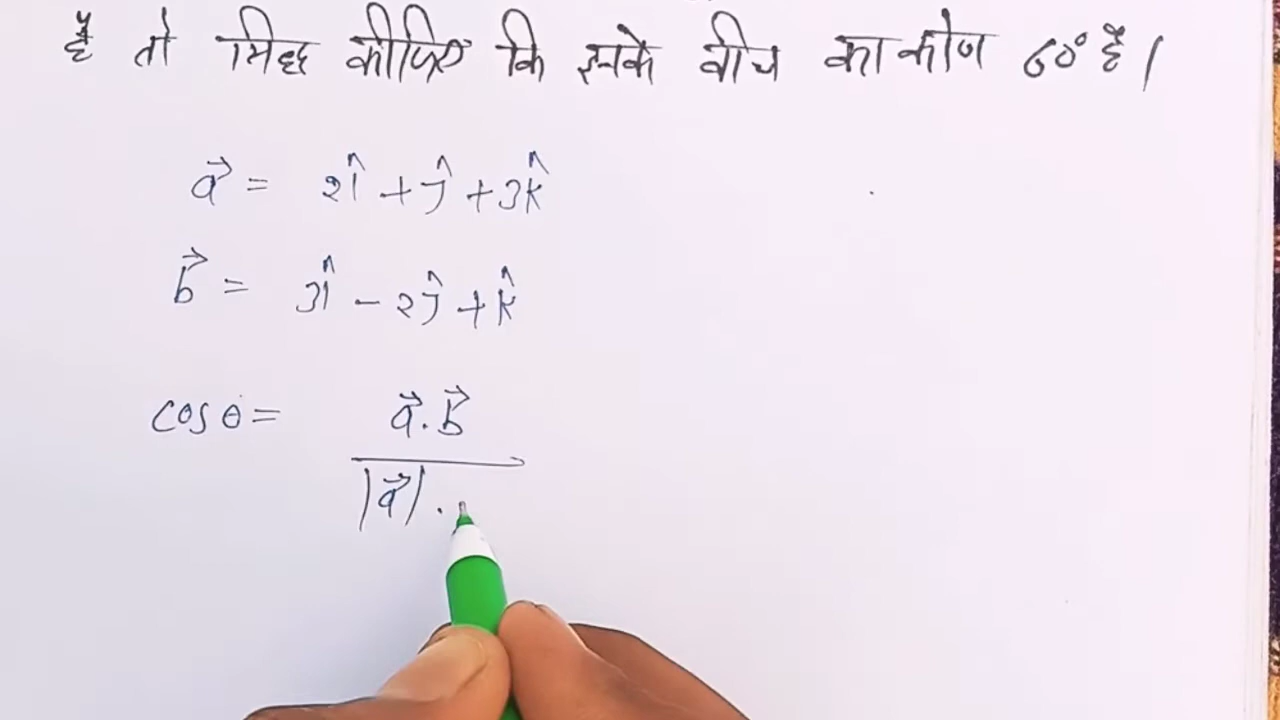 हैं तो सिद्ध कीजिए कि इनके बीच का कोण 60° है।
a⃗ = 2î + ĵ + 3k̂
b⃗ = 3î - 2ĵ + k̂
cos θ = a⃗.b⃗
|a⃗| .